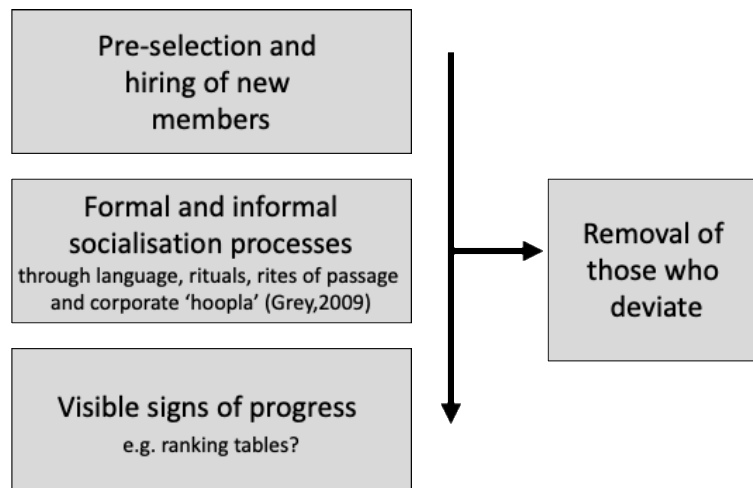 Pre-selection and
hiring of new
members
Formal and informal
socialisation processes
through language, rituals, rites of passage
and corporate ‘hoopla’ (Grey,2009)
Visible signs of progress
e.g. ranking tables?
Removal of
those who
deviate